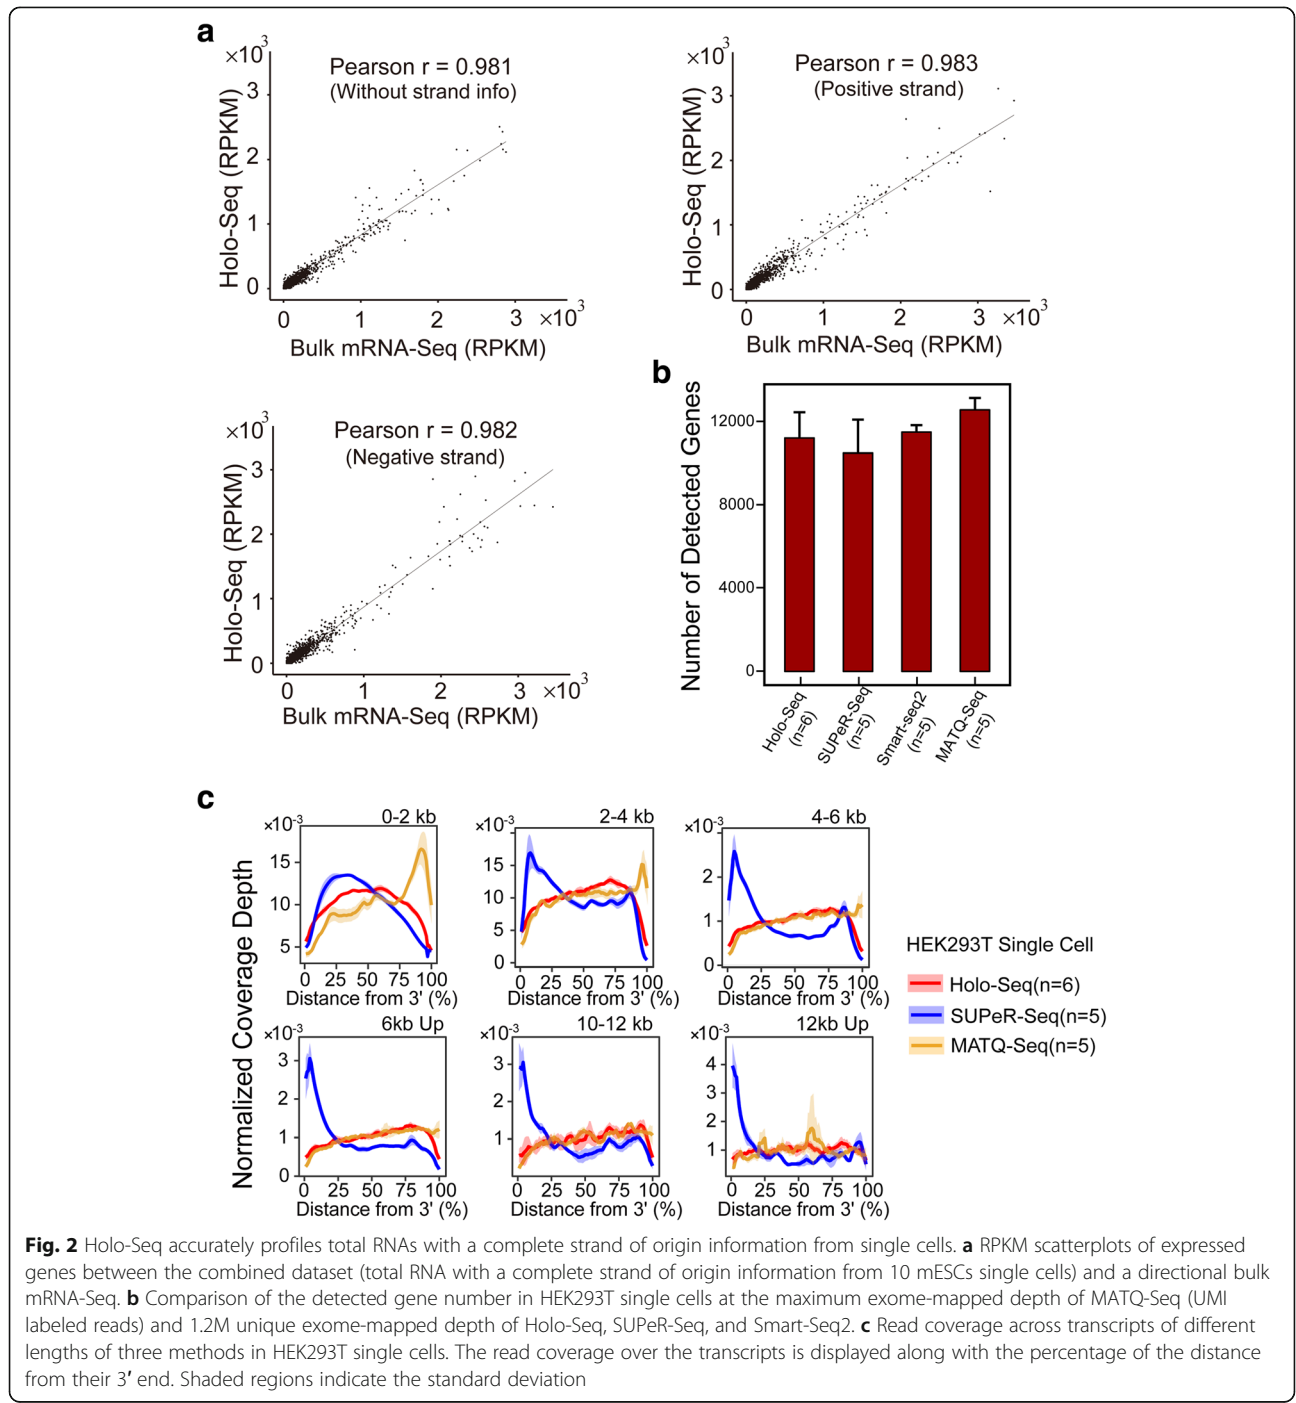 a
×10³
Pearson r = 0.981
(Without strand info)
Holo-Seq (RPKM)
3
2
1
0
0 1 2 3 ×10³
Bulk mRNA-Seq (RPKM)
×10³
Pearson r = 0.983
(Positive strand)
Holo-Seq (RPKM)
3
2
1
0
0 1 2 3 ×10³
Bulk mRNA-Seq (RPKM)
×10³
Pearson r = 0.982
(Negative strand)
Holo-Seq (RPKM)
3
2
1
0
0 1 2 3 ×10³
Bulk mRNA-Seq (RPKM)
b
Number of Detected Genes
12000
8000
4000
0
Holo-Seq
(n=6)
SUPeR-Seq
(n=5)
Smart-seq2
(n=5)
MATQ-Seq
(n=5)
c
Normalized Coverage Depth
×10⁻³
0-2 kb
15
10
5
0 25 50 75 100
Distance from 3' (%)
×10⁻³
2-4 kb
15
10
5
0
0 25 50 75 100
Distance from 3' (%)
×10⁻³
4-6 kb
2
1
0
0 25 50 75 100
Distance from 3' (%)
×10⁻³
6kb Up
3
2
1
0
0 25 50 75 100
Distance from 3' (%)
×10⁻³
10-12 kb
3
2
1
0 25 50 75 100
Distance from 3' (%)
×10⁻³
12kb Up
4
3
2
1
0 25 50 75 100
Distance from 3' (%)
HEK293T Single Cell
Holo-Seq(n=6)
SUPeR-Seq(n=5)
MATQ-Seq(n=5)
Fig. 2 Holo-Seq accurately profiles total RNAs with a complete strand of origin information from single cells. a RPKM scatterplots of expressed
genes between the combined dataset (total RNA with a complete strand of origin information from 10 mESCs single cells) and a directional bulk
mRNA-Seq. b Comparison of the detected gene number in HEK293T single cells at the maximum exome-mapped depth of MATQ-Seq (UMI
labeled reads) and 1.2M unique exome-mapped depth of Holo-Seq, SUPeR-Seq, and Smart-Seq2. c Read coverage across transcripts of different
lengths of three methods in HEK293T single cells. The read coverage over the transcripts is displayed along with the percentage of the distance
from their 3′ end. Shaded regions indicate the standard deviation